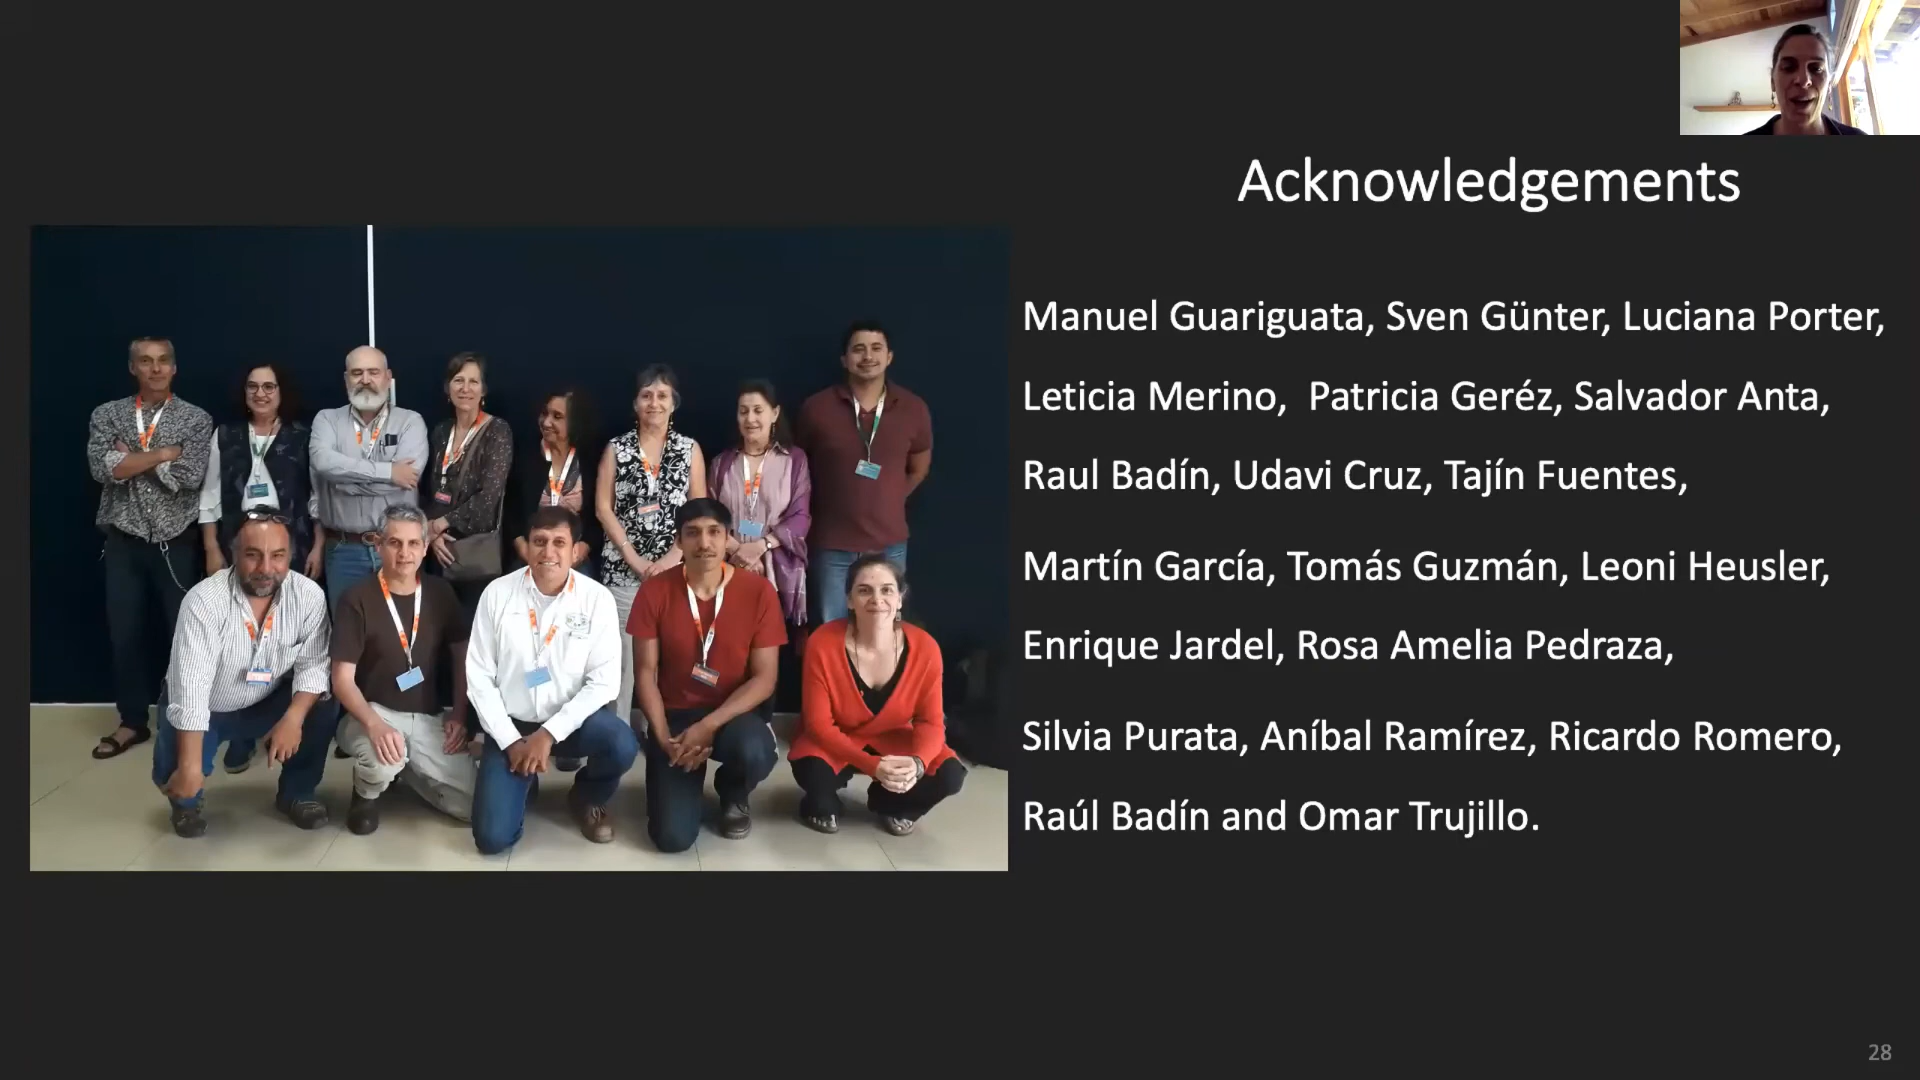 Acknowledgements
Manuel Guariguata, Sven Günter, Luciana Porter,
Leticia Merino, Patricia Geréz, Salvador Anta,
Raul Badín, Udavi Cruz, Tajín Fuentes,
Martín García, Tomás Guzmán, Leoni Heusler,
Enrique Jardel, Rosa Amelia Pedraza,
Silvia Purata, Aníbal Ramírez, Ricardo Romero,
Raúl Badín and Omar Trujillo.
28